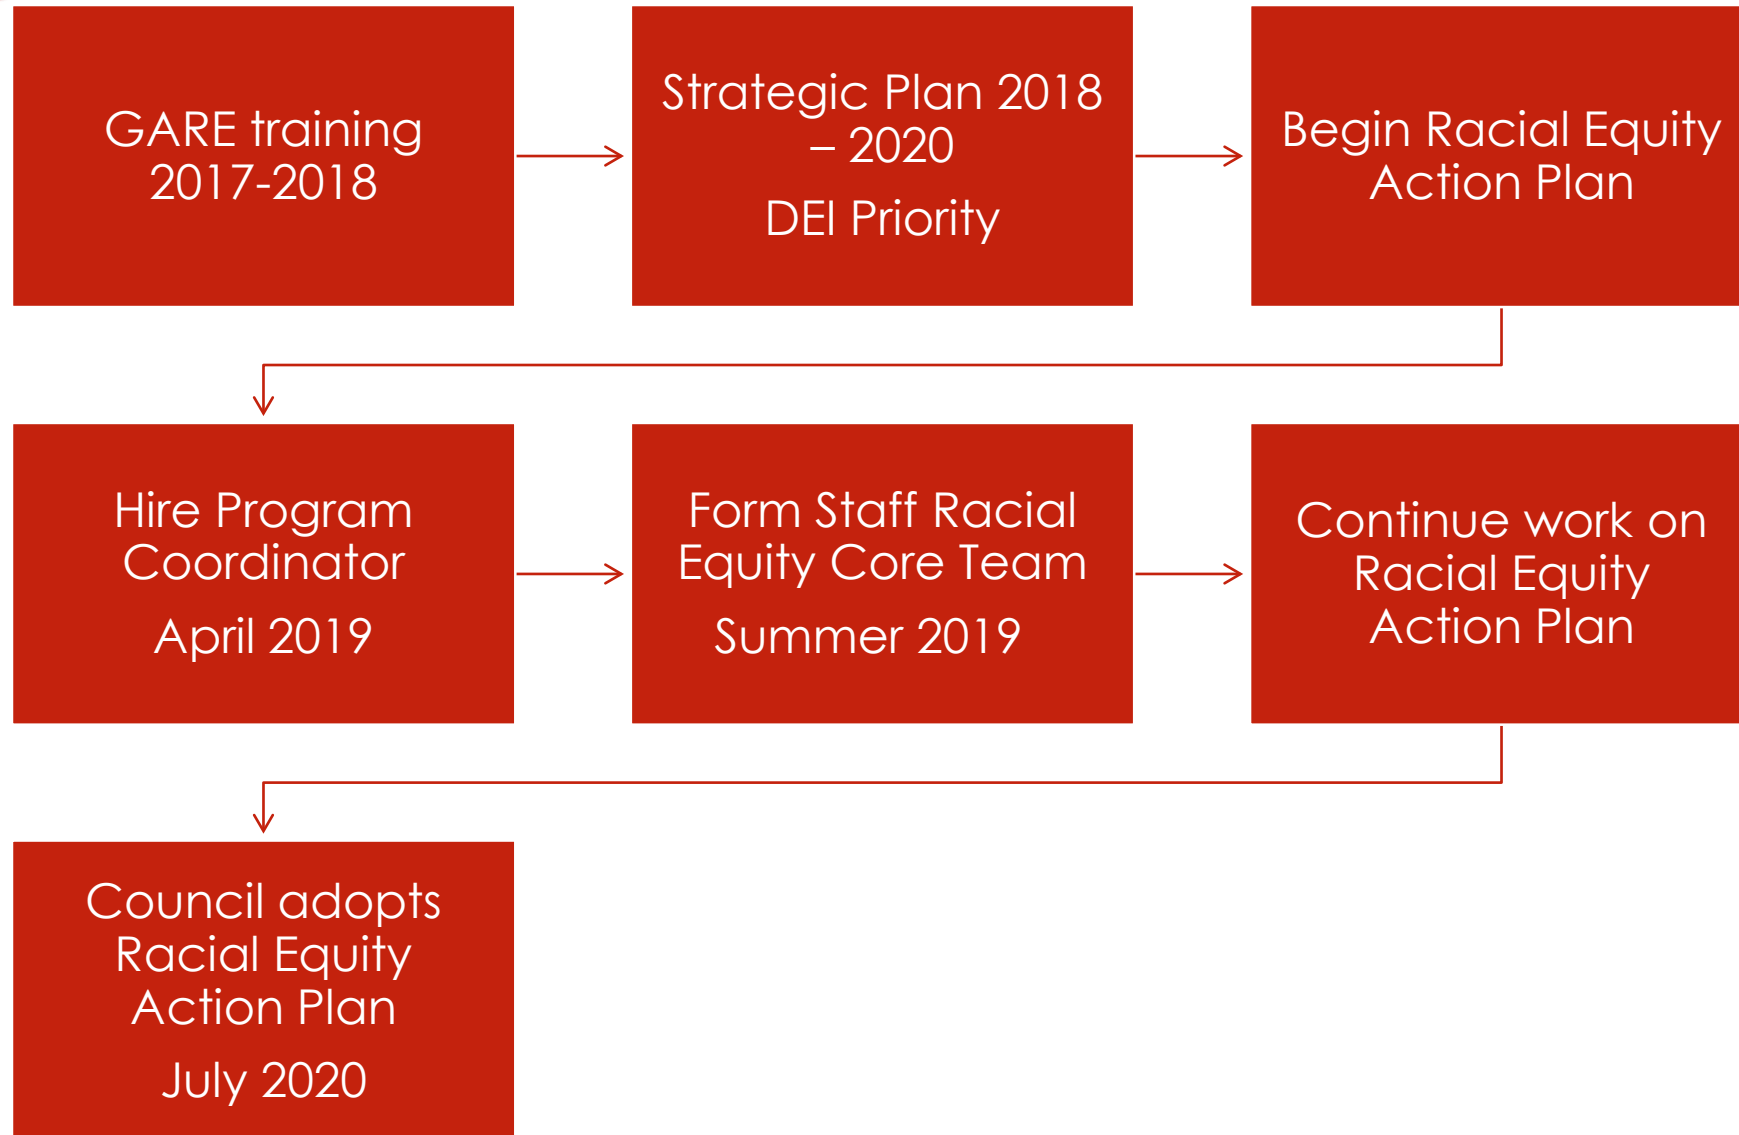 GARE training
2017-2018
Strategic Plan 2018
– 2020
DEI Priority
Begin Racial Equity
Action Plan
Hire Program
Coordinator
April 2019
Form Staff Racial
Equity Core Team
Summer 2019
Continue work on
Racial Equity
Action Plan
Council adopts
Racial Equity
Action Plan
July 2020